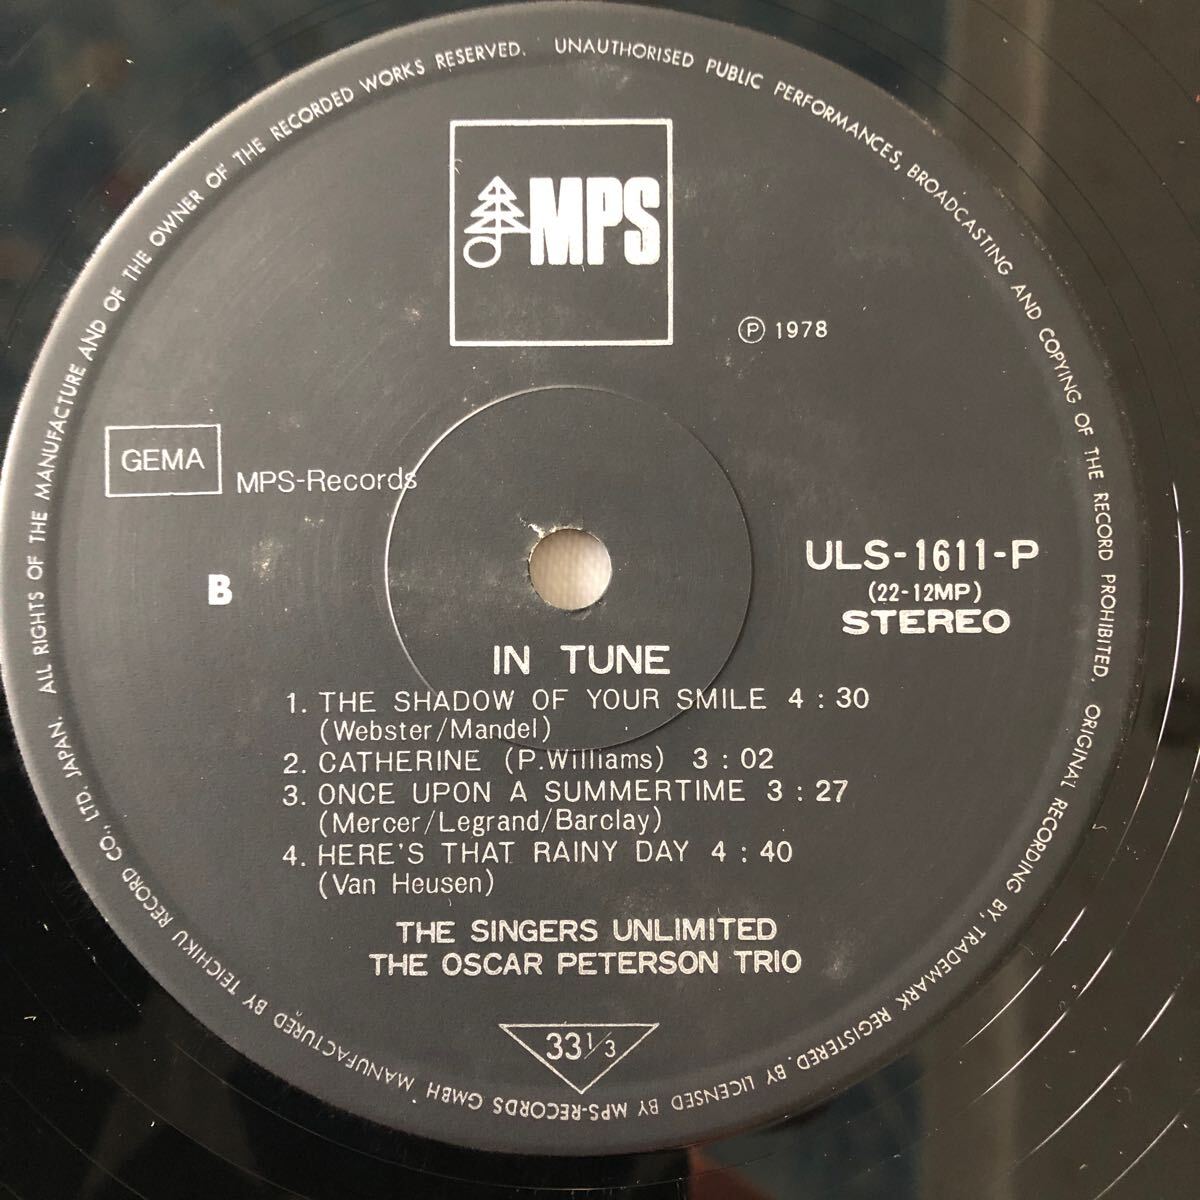 ALL RIGHTS OF THE MANUFACTURE AND OF THE OWNER OF THE RECORDED WORKS RESERVED. UNAUTHORISED PUBLIC PERFORMANCES, BROADCASTING AND COPYING OF THE RECORD PROHIBITED. ORIGINAL RECORDING BY, TRADEMARK REGISTERED. BY LICENSED BY MPS-RECORDS GMBH MANUFACTURED BY TEICHIKU RECORD CO., LTD. JAPAN.
MPS
Ⓟ 1978
GEMA
MPS-Records
B
ULS-1611-P
(22-12MP)
STEREO
IN TUNE
1. THE SHADOW OF YOUR SMILE 4 : 30
(Webster/Mandel)
2. CATHERINE (P.Williams) 3 : 02
3. ONCE UPON A SUMMERTIME 3 : 27
(Mercer/Legrand/Barclay)
4. HERE'S THAT RAINY DAY 4 : 40
(Van Heusen)
THE SINGERS UNLIMITED
THE OSCAR PETERSON TRIO
33 1/3